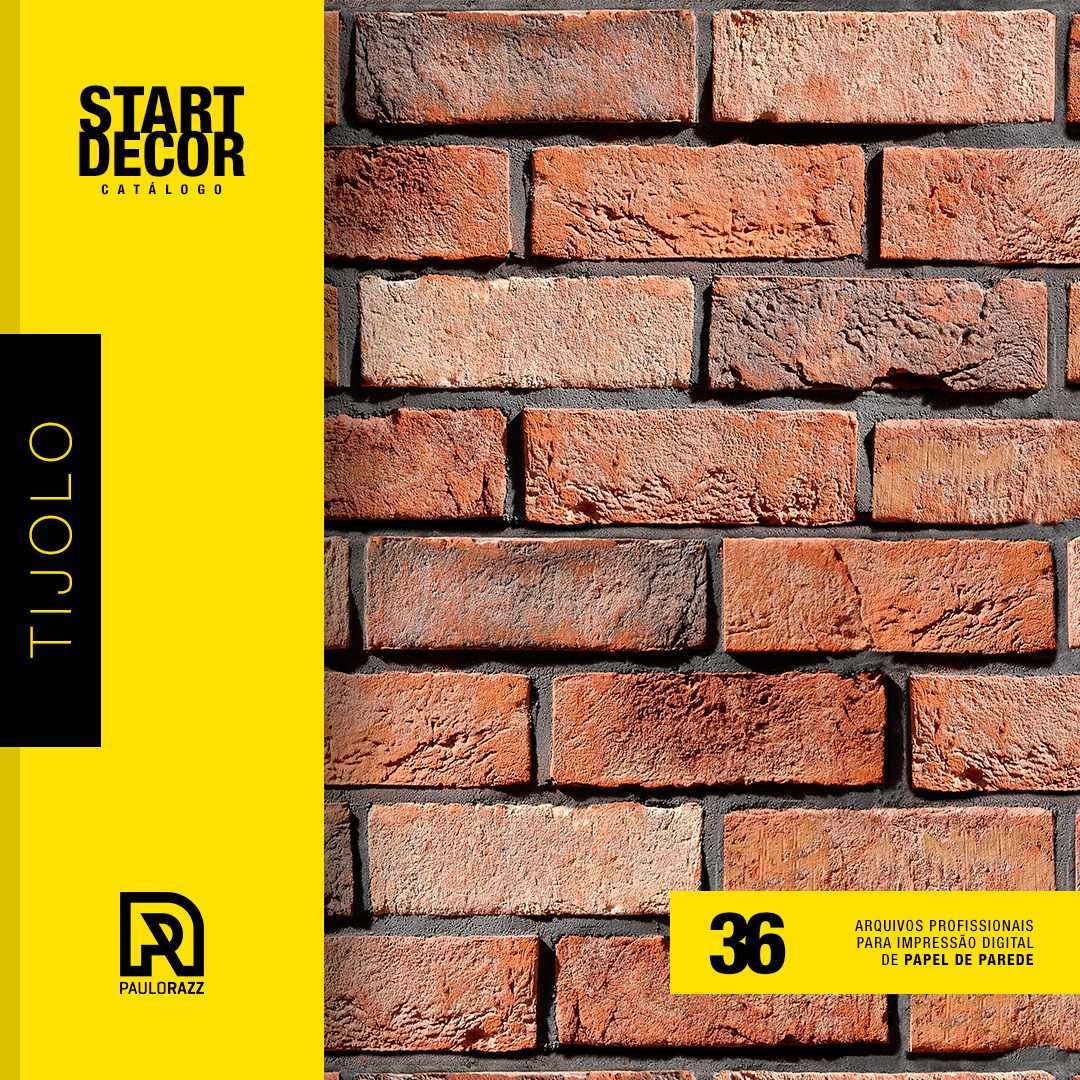 START
DECOR
CATÁLOGO
TIJOLO
PAULORAZZ
36
ARQUIVOS PROFISSIONAIS
PARA IMPRESSÃO DIGITAL
DE PAPEL DE PAREDE